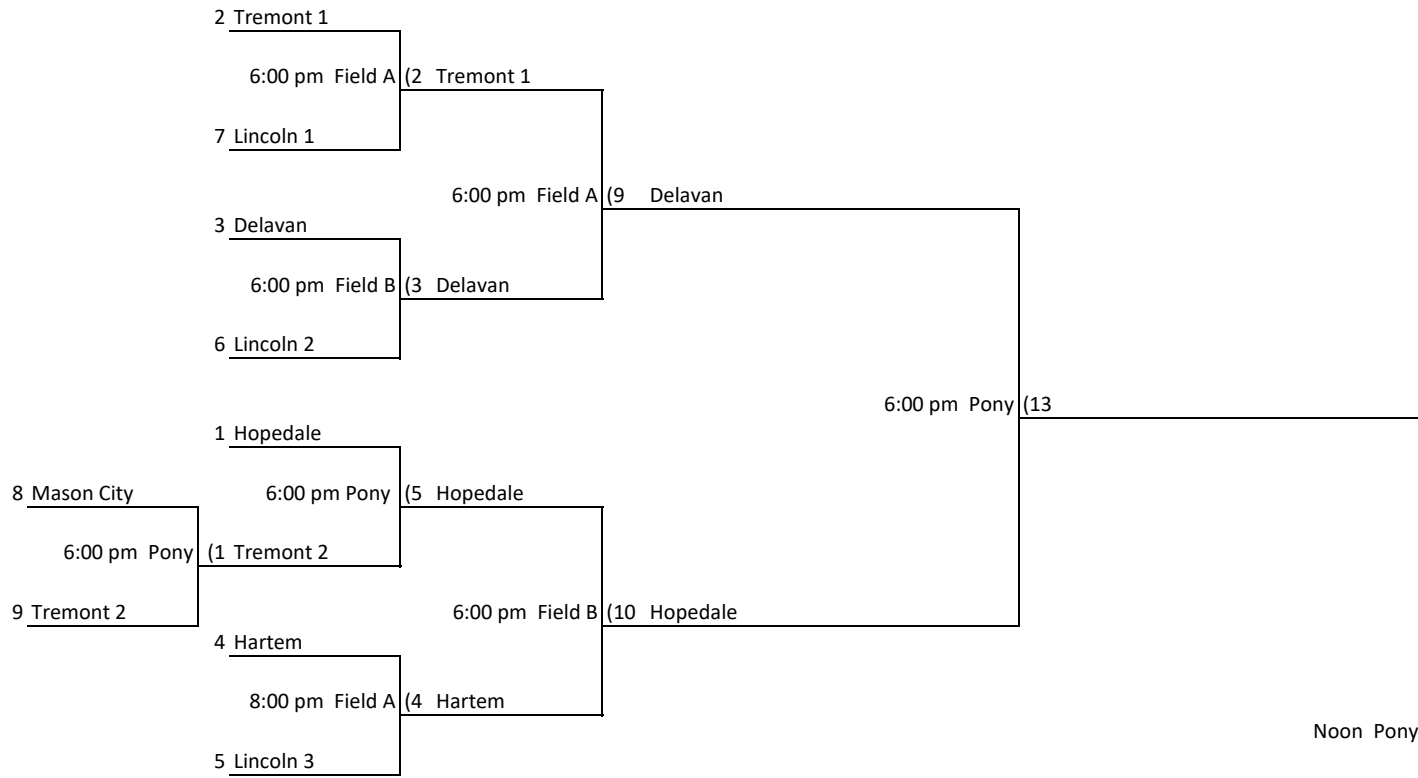 2 Tremont 1
6:00 pm Field A (2 Tremont 1
7 Lincoln 1
6:00 pm Field A (9 Delavan
3 Delavan
6:00 pm Field B (3 Delavan
6 Lincoln 2
6:00 pm Pony (13
1 Hopedale
8 Mason City
6:00 pm Pony (5 Hopedale
6:00 pm Pony (1 Tremont 2
9 Tremont 2
6:00 pm Field B (10 Hopedale
4 Hartem
8:00 pm Field A (4 Hartem
Noon Pony
5 Lincoln 3